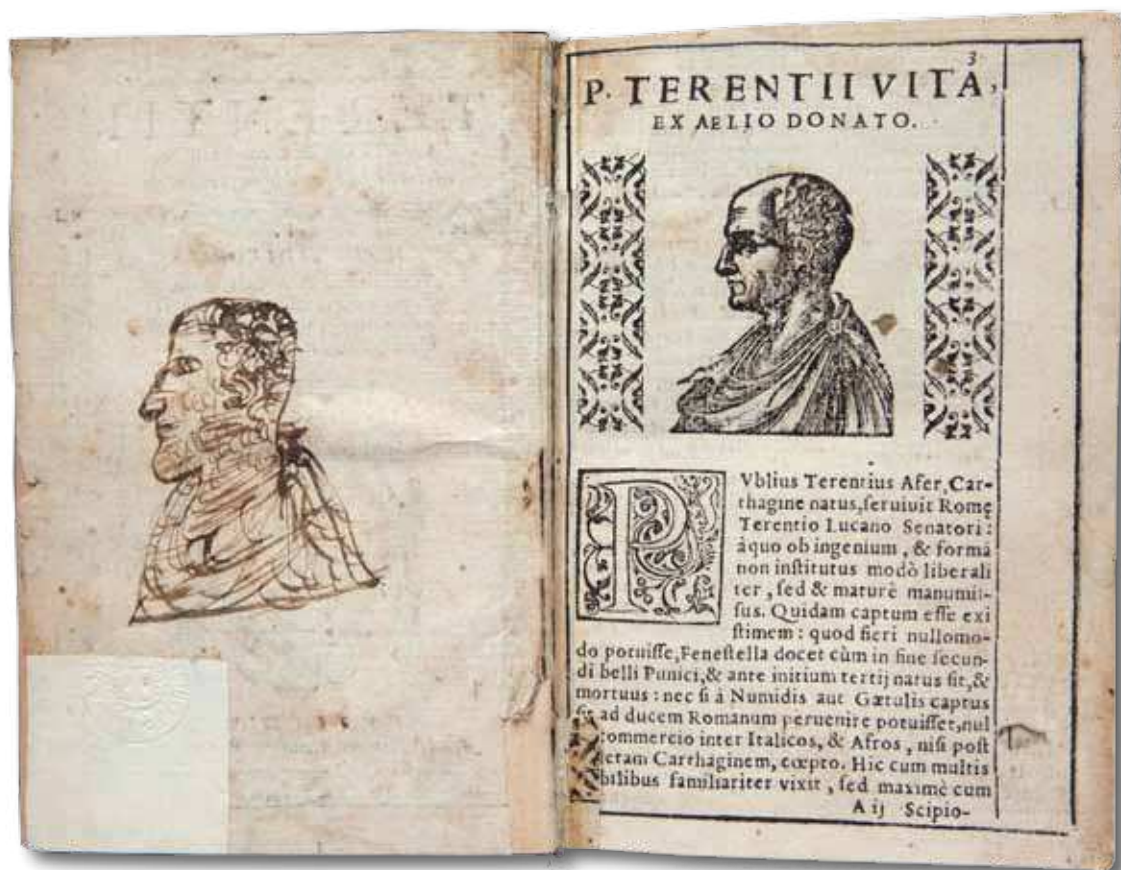 3
P. TERENTII VITA,
EX AELIO DONATO.
PVblius Terentius Afer, Car-
thagine natus, ſeruiuit Romę
Terentio Lucano Senatori:
àquo ob ingenium, & formã
non inſtitutus modò liberali
ter, ſed & maturè manumiſ-
ſus. Quidam captum eſſe exi
ſtimem: quod fieri nullomo-
do potuiſſe, Feneſtella docet cùm in fine ſecun-
di belli Punici, & ante initium tertij natus ſit, &
mortuus: nec ſi à Numidis aut Gætulis captus
ad ducem Romanum peruenire potuiſſet, nul
commercio inter Italicos, & Afros, niſi poſt
Carthaginem, cœpto. Hic cum multis
familiariter vixit, ſed maximè cum
A ij Scipio-